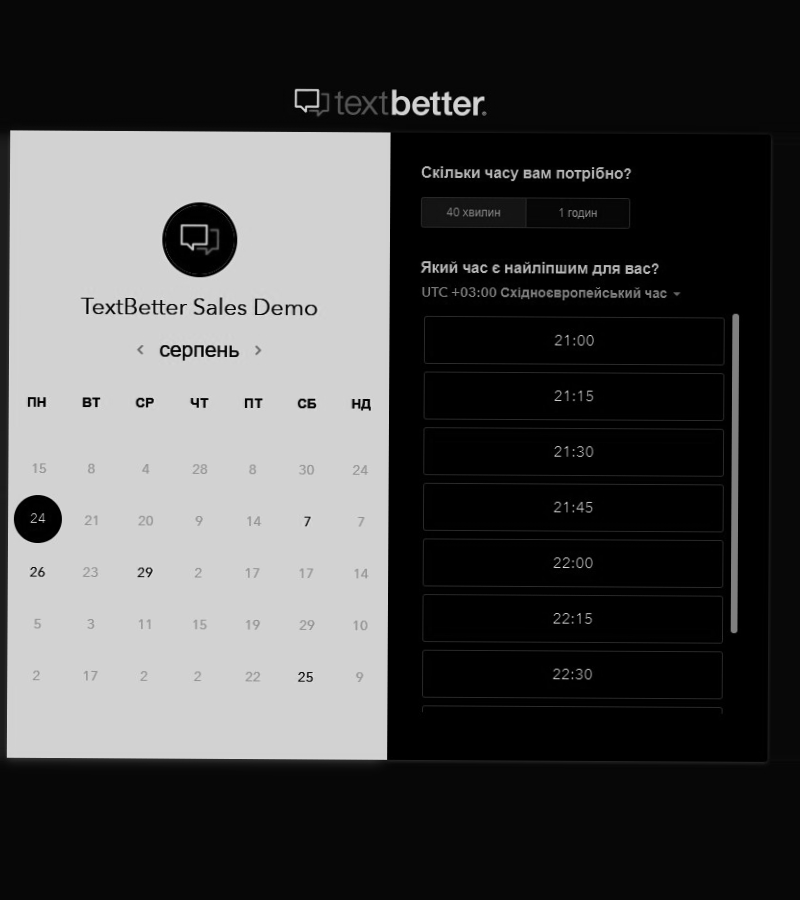 textbetter.
TextBetter Sales Demo
серпень
ПН ВТ СР ЧТ ПТ СБ НД
15 8 4 28 8 30 24
24 21 20 9 14 7 7
26 23 29 2 17 17 14
5 3 11 15 19 29 10
2 17 2 2 22 25 9
Скільки часу вам потрібно?
40 хвилин 1 годин
Який час є найліпшим для вас?
UTC +03:00 Східноєвропейський час
21:00
21:15
21:30
21:45
22:00
22:15
22:30